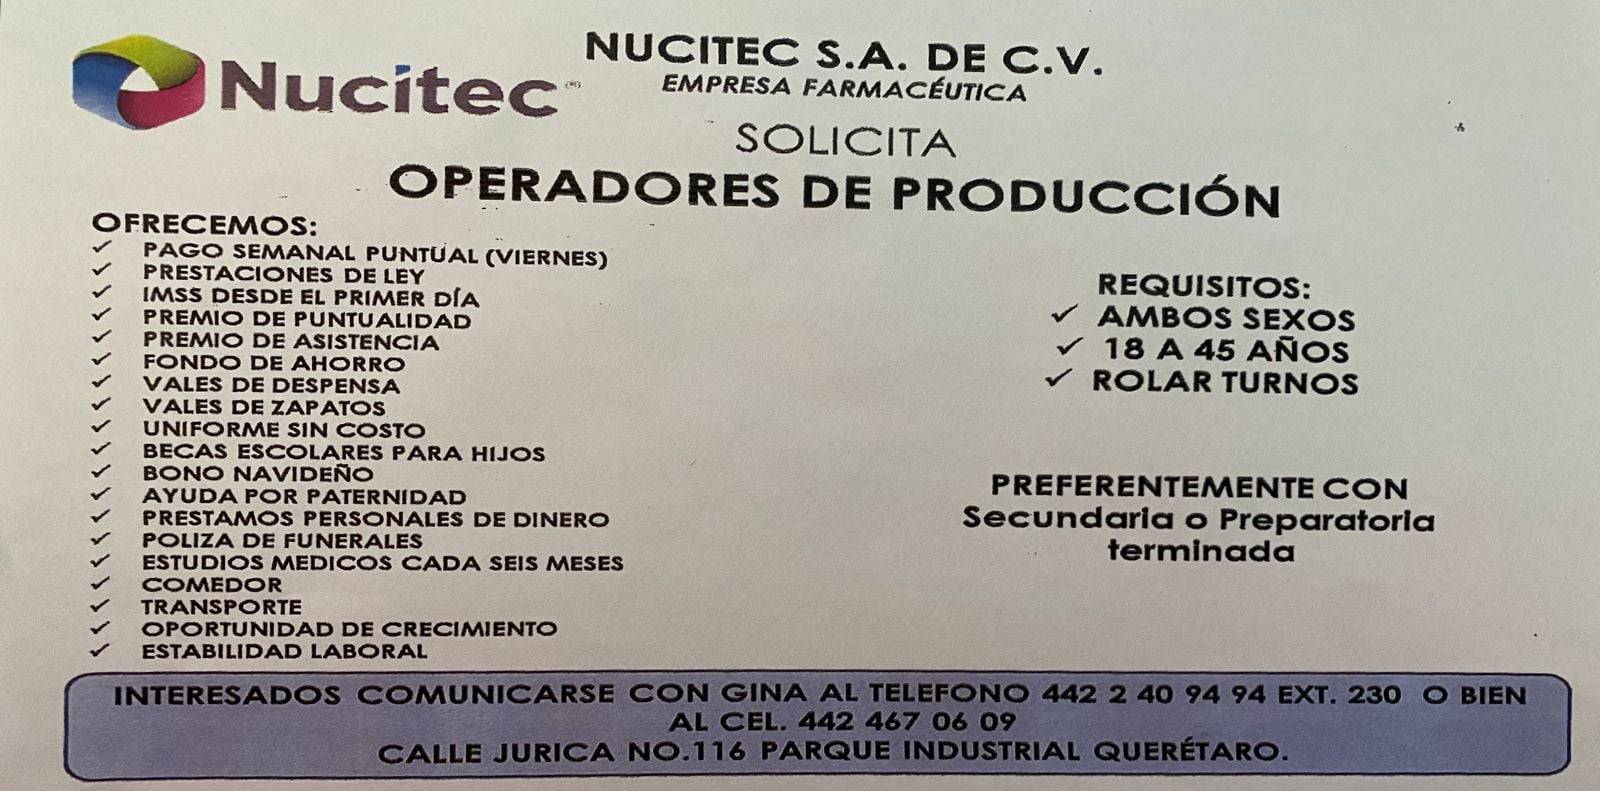 Nucitec
NUCITEC S.A. DE C.V.
EMPRESA FARMACÉUTICA
SOLICITA
OPERADORES DE PRODUCCIÓN
OFRECEMOS:
✓ PAGO SEMANAL PUNTUAL (VIERNES)
✓ PRESTACIONES DE LEY
✓ IMSS DESDE EL PRIMER DÍA
✓ PREMIO DE PUNTUALIDAD
✓ PREMIO DE ASISTENCIA
✓ FONDO DE AHORRO
✓ VALES DE DESPENSA
✓ VALES DE ZAPATOS
✓ UNIFORME SIN COSTO
✓ BECAS ESCOLARES PARA HIJOS
✓ BONO NAVIDEÑO
✓ AYUDA POR PATERNIDAD
✓ PRESTAMOS PERSONALES DE DINERO
✓ POLIZA DE FUNERALES
✓ ESTUDIOS MEDICOS CADA SEIS MESES
✓ COMEDOR
✓ TRANSPORTE
✓ OPORTUNIDAD DE CRECIMIENTO
✓ ESTABILIDAD LABORAL
REQUISITOS:
✓ AMBOS SEXOS
✓ 18 A 45 AÑOS
✓ ROLAR TURNOS
PREFERENTEMENTE CON
Secundaria o Preparatoria
terminada
INTERESADOS COMUNICARSE CON GINA AL TELEFONO 442 2 40 94 94 EXT. 230 O BIEN
AL CEL. 442 467 06 09
CALLE JURICA NO.116 PARQUE INDUSTRIAL QUERÉTARO.